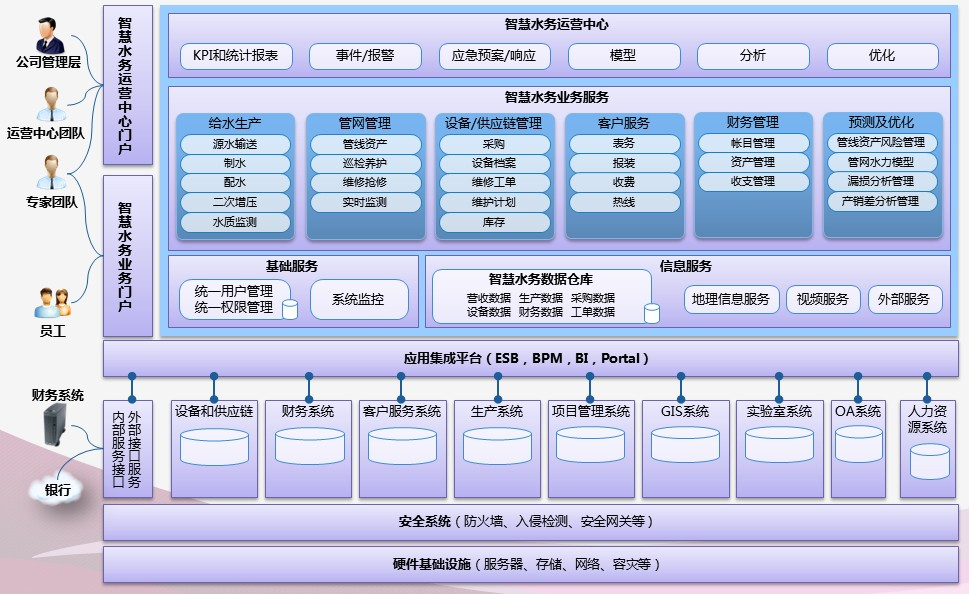 公司管理层
运营中心团队
专家团队
员工
智慧水务运营中心门户
智慧水务业务门户
智慧水务运营中心
KPI和统计报表
事件/报警
应急预案/响应
模型
分析
优化
智慧水务业务服务
给水生产
源水输送
制水
配水
二次增压
水质监测
管网管理
管线资产
巡检养护
维修抢修
实时监测
设备/供应链管理
采购
设备档案
维修工单
维护计划
库存
客户服务
表务
报装
收费
热线
财务管理
帐目管理
资产管理
收支管理
预测及优化
管线资产风险管理
管网水力模型
漏损分析管理
产销差分析管理
基础服务
统一用户管理
统一权限管理
系统监控
信息服务
智慧水务数据仓库
营收数据 生产数据 采购数据
设备数据 财务数据 工单数据
地理信息服务
视频服务
外部服务
应用集成平台（ESB，BPM，BI，Portal）
财务系统
银行
外部接口服务
内部服务接口
设备和供应链
财务系统
客户服务系统
生产系统
项目管理系统
GIS系统
实验室系统
OA系统
人力资
源系统
安全系统（防火墙、入侵检测、安全网关等）
硬件基础设施（服务器、存储、网络、容灾等）